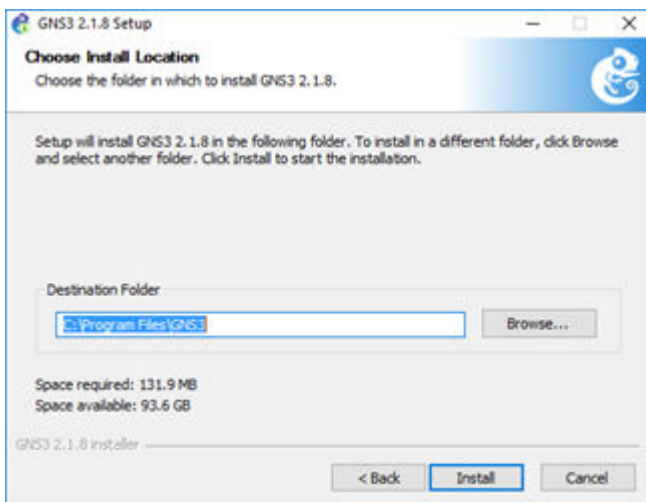 GNS3 2.1.8 Setup
Choose Install Location
Choose the folder in which to install GNS3 2.1.8.
Setup will install GNS3 2.1.8 in the following folder. To install in a different folder, click Browse
and select another folder. Click Install to start the installation.
Destination Folder
C:\Program Files\GNS3
Browse...
Space required: 131.9 MB
Space available: 93.6 GB
GNS3 2.1.8 installer
< Back Install Cancel